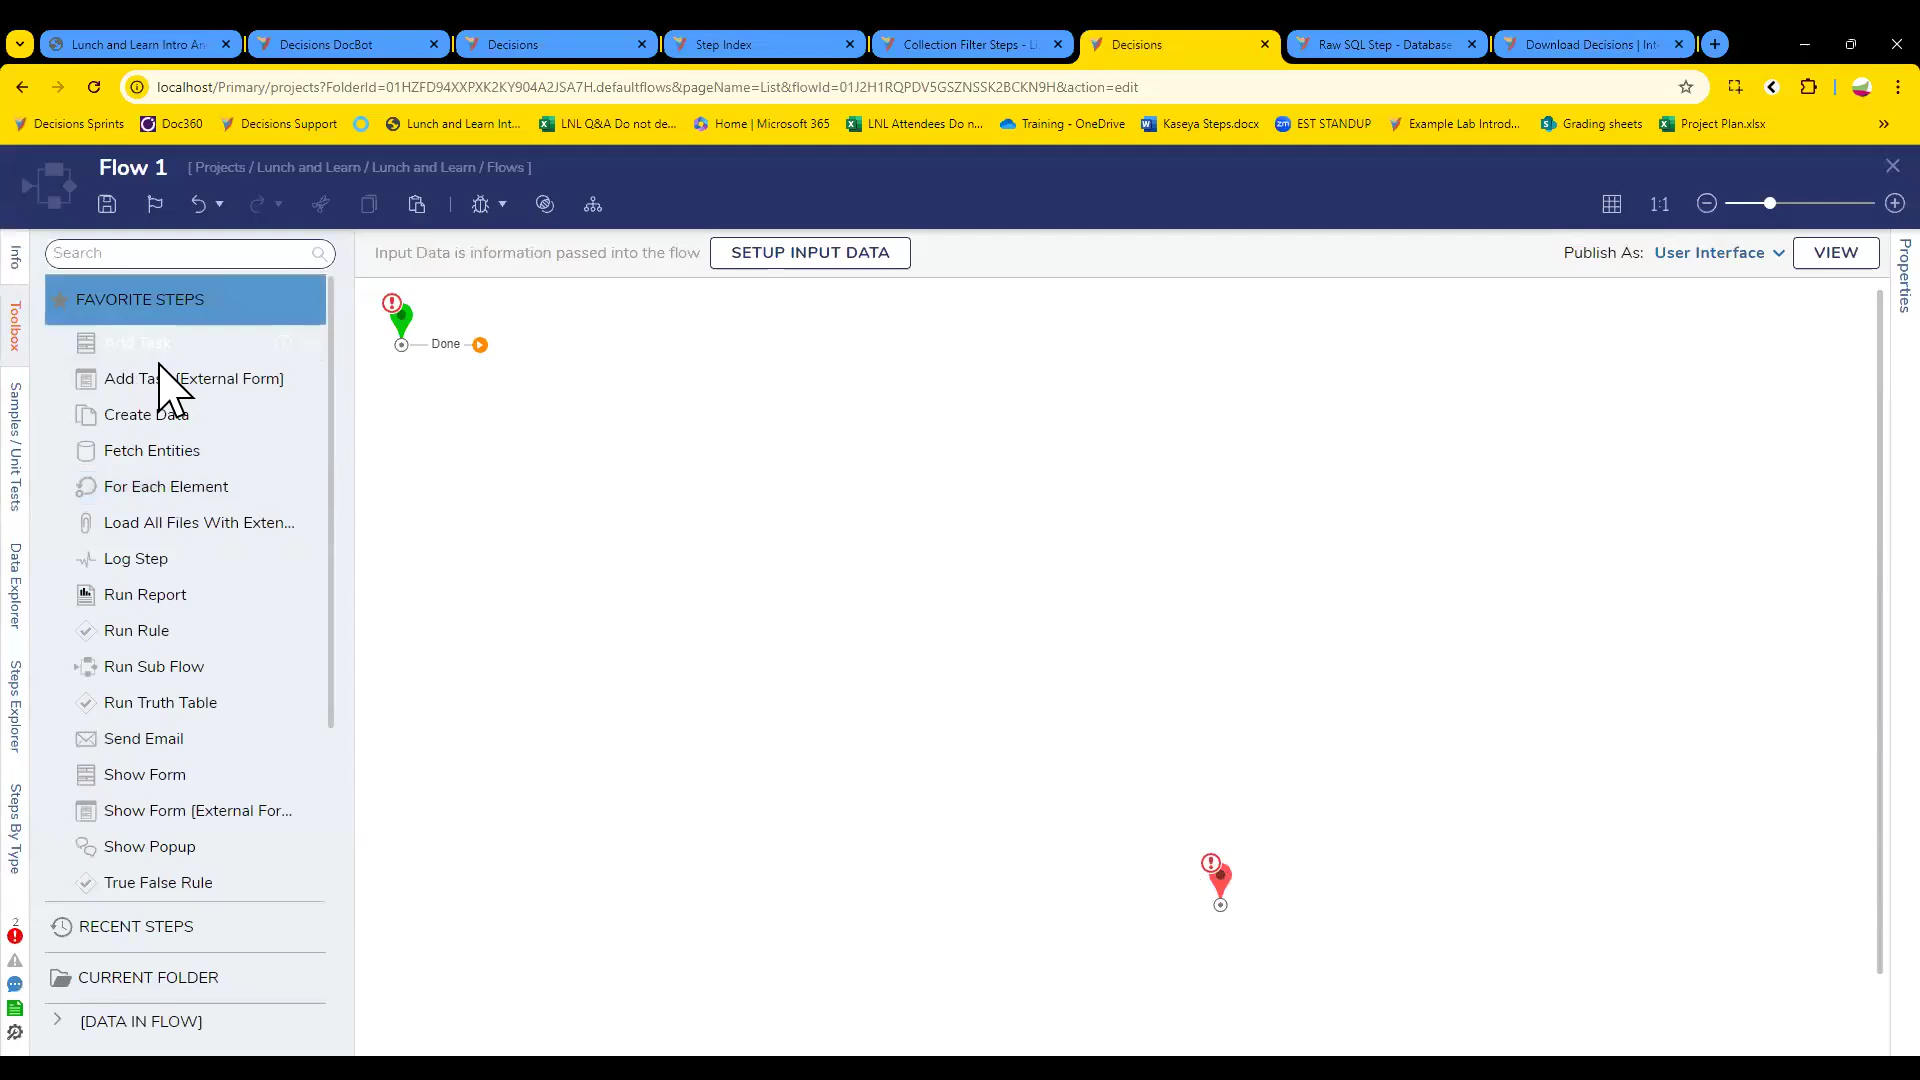 Lunch and Learn Intro An
Decisions DocBot
Decisions
Step Index
Collection Filter Steps - Li
Decisions
Raw SQL Step - Database
Download Decisions | Int
localhost/Primary/projects?FolderId=01HZFD94XXPXK2KY904A2JSA7H.defaultflows&pageName=List&flowId=01J2H1RQPDV5GSZNSSK2BCKN9H&action=edit
Decisions Sprints
Doc360
Decisions Support
Lunch and Learn Int...
LNL Q&A Do not de...
Home | Microsoft 365
LNL Attendees Do n...
Training - OneDrive
Kaseya Steps.docx
EST STANDUP
Example Lab Introd...
Grading sheets
Project Plan.xlsx
Flow 1 [ Projects / Lunch and Learn / Lunch and Learn / Flows ]
1:1
Info
Toolbox
Samples / Unit Tests
Data Explorer
Steps Explorer
Steps By Type
2
Search
FAVORITE STEPS
Add Task
Add Tas [External Form]
Create Data
Fetch Entities
For Each Element
Load All Files With Exten...
Log Step
Run Report
Run Rule
Run Sub Flow
Run Truth Table
Send Email
Show Form
Show Form [External For...
Show Popup
True False Rule
RECENT STEPS
CURRENT FOLDER
[DATA IN FLOW]
Input Data is information passed into the flow
SETUP INPUT DATA
Publish As: User Interface
VIEW
Done
Properties